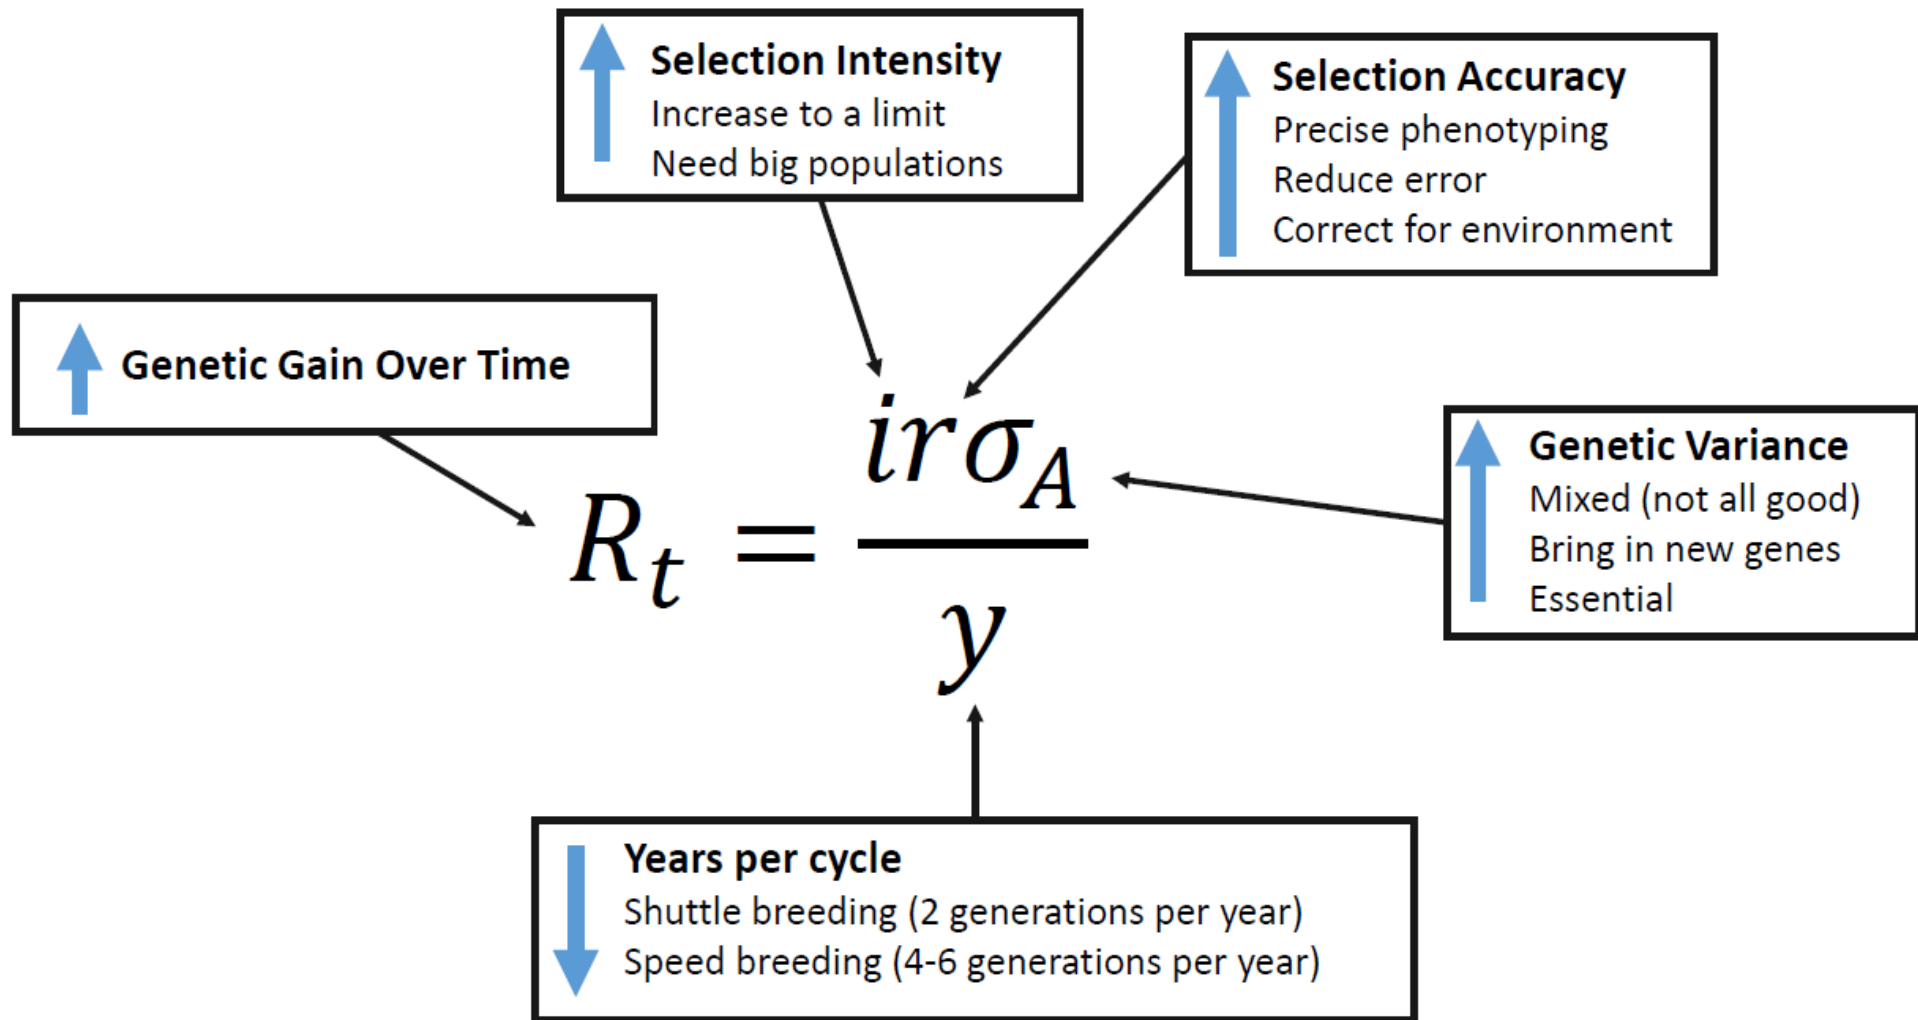 Selection Intensity
Increase to a limit
Need big populations
Selection Accuracy
Precise phenotyping
Reduce error
Correct for environment
Genetic Gain Over Time
Genetic Variance
Mixed (not all good)
Bring in new genes
Essential
R_t = irσ_A / y
Years per cycle
Shuttle breeding (2 generations per year)
Speed breeding (4-6 generations per year)